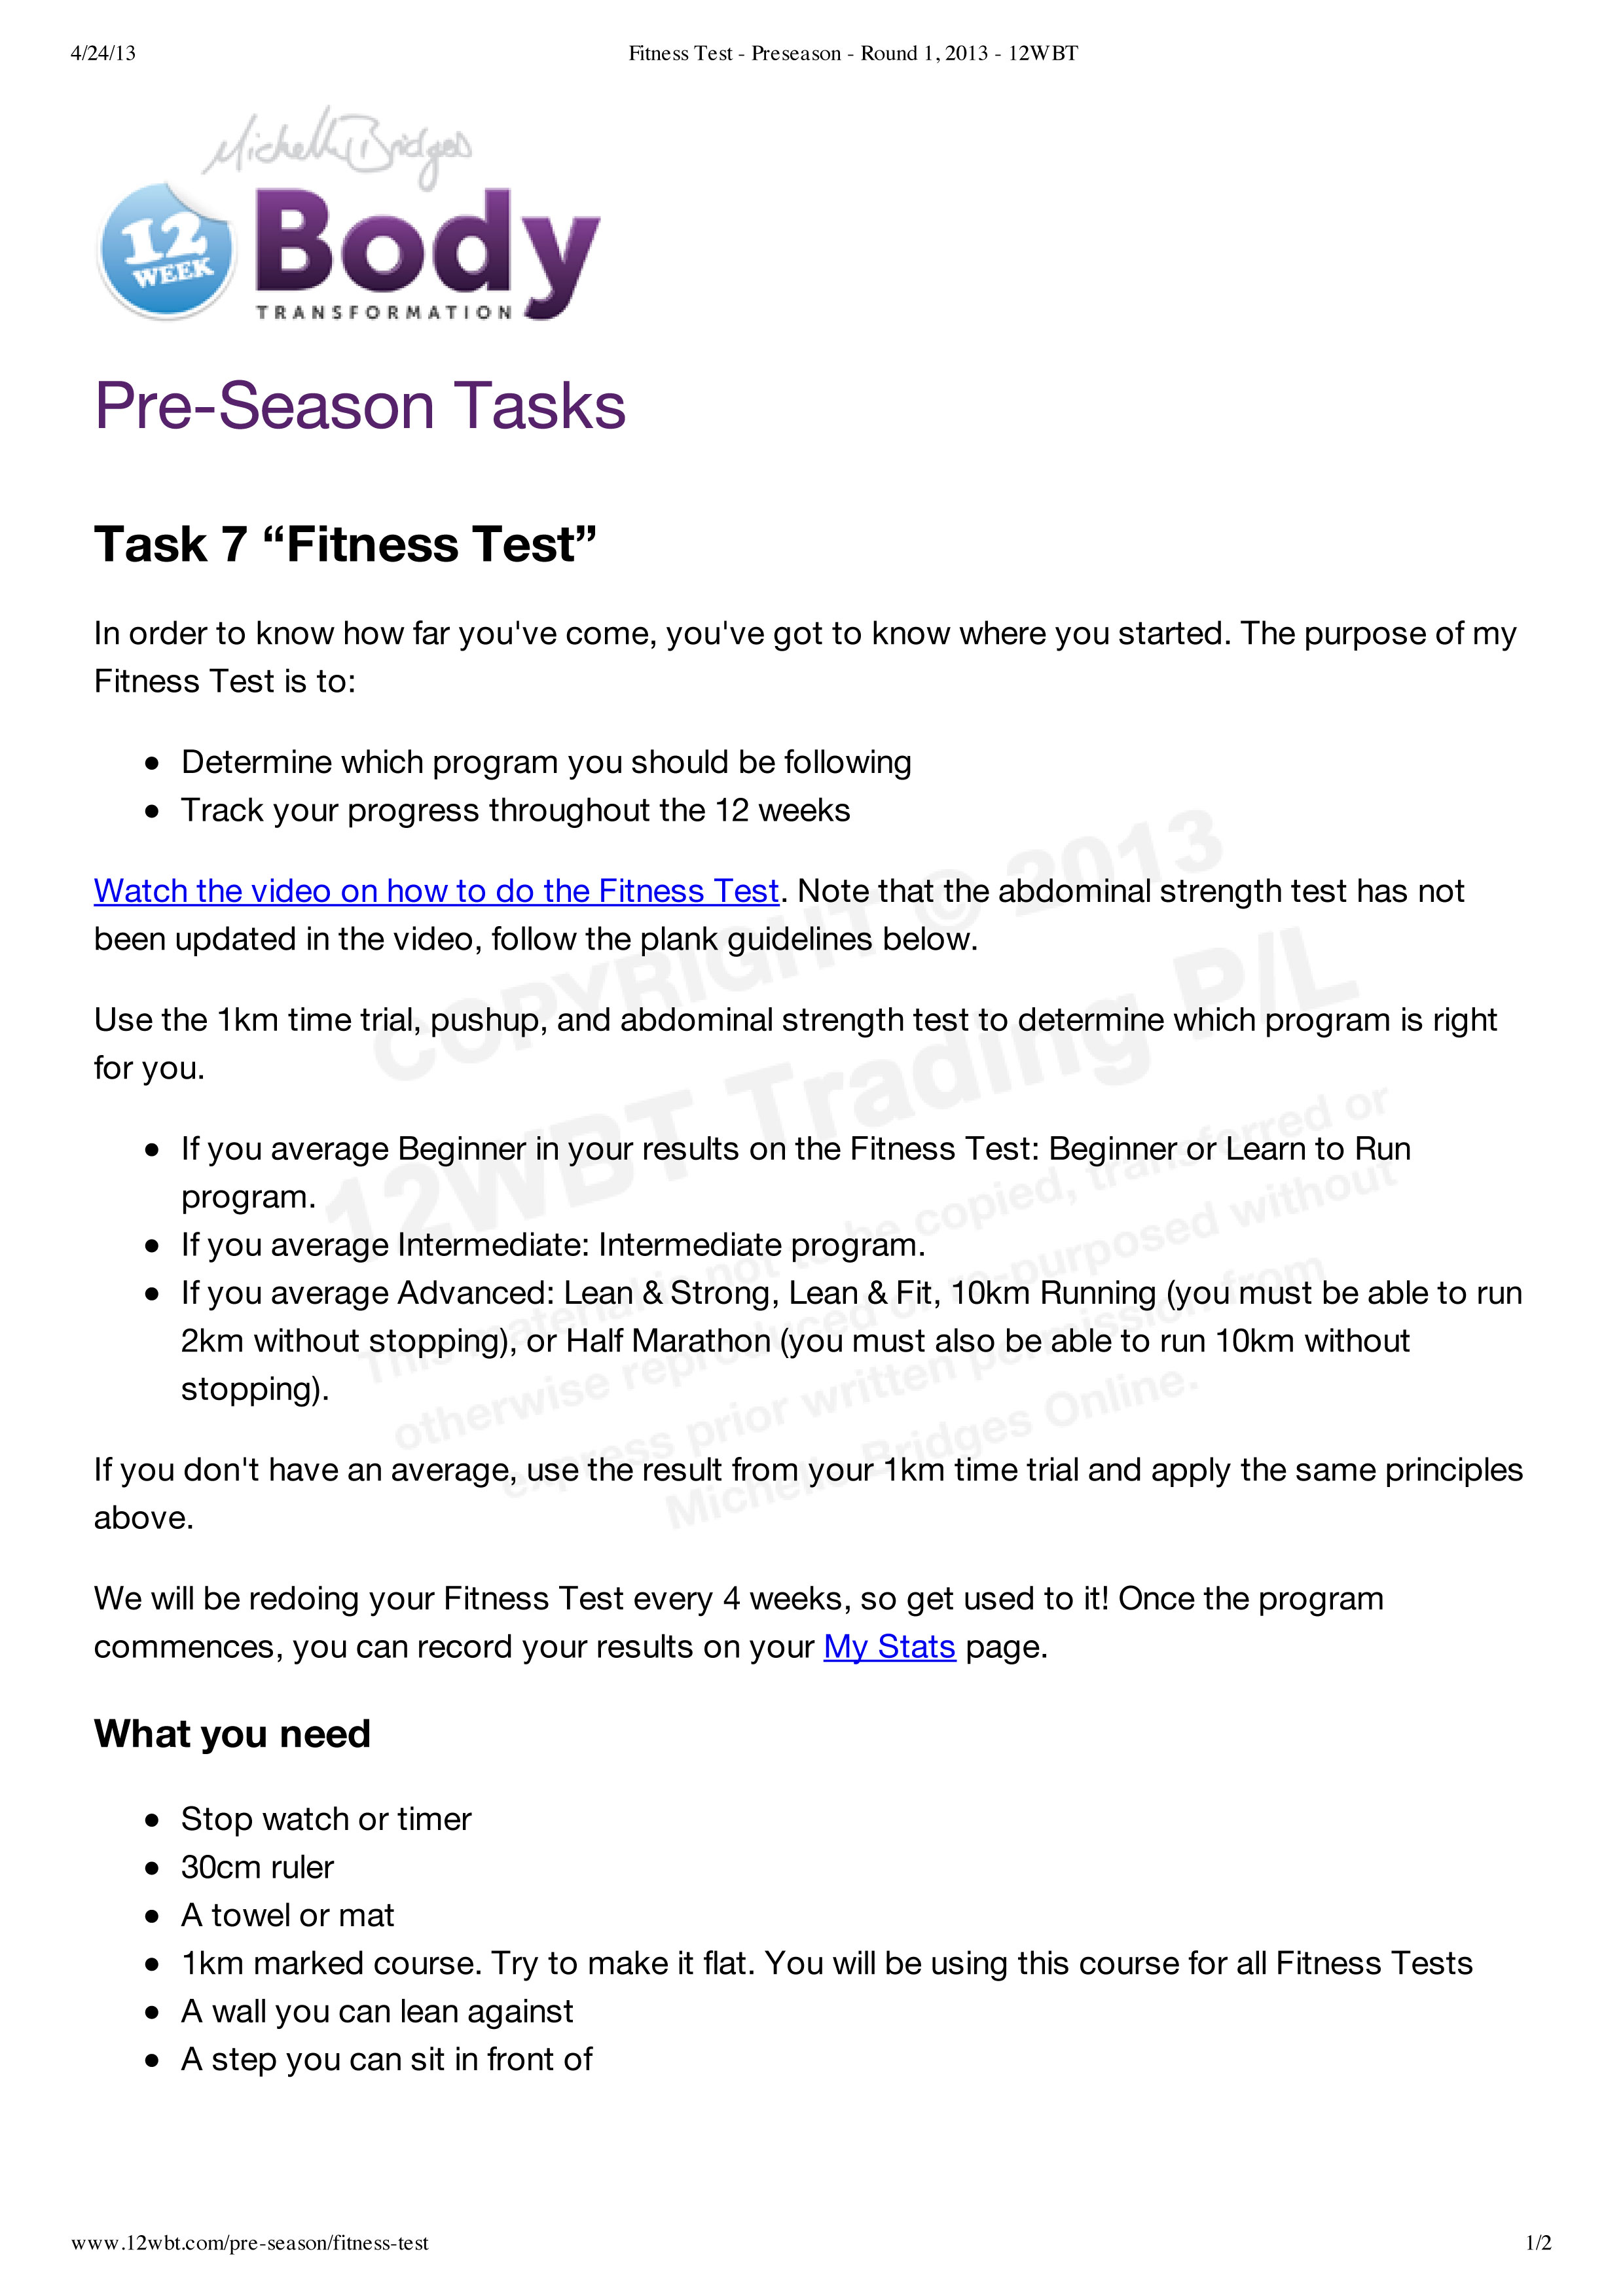 4/24/13
Fitness Test - Preseason - Round 1, 2013 - 12WBT
Michelle Bridges
12
WEEK
Body
TRANSFORMATION
Pre-Season Tasks
Task 7 “Fitness Test”
In order to know how far you've come, you've got to know where you started. The purpose of my
Fitness Test is to:
● Determine which program you should be following
● Track your progress throughout the 12 weeks
Watch the video on how to do the Fitness Test. Note that the abdominal strength test has not
been updated in the video, follow the plank guidelines below.
Use the 1km time trial, pushup, and abdominal strength test to determine which program is right
for you.
● If you average Beginner in your results on the Fitness Test: Beginner or Learn to Run
program.
● If you average Intermediate: Intermediate program.
● If you average Advanced: Lean & Strong, Lean & Fit, 10km Running (you must be able to run
2km without stopping), or Half Marathon (you must also be able to run 10km without
stopping).
If you don't have an average, use the result from your 1km time trial and apply the same principles
above.
We will be redoing your Fitness Test every 4 weeks, so get used to it! Once the program
commences, you can record your results on your My Stats page.
What you need
● Stop watch or timer
● 30cm ruler
● A towel or mat
● 1km marked course. Try to make it flat. You will be using this course for all Fitness Tests
● A wall you can lean against
● A step you can sit in front of
COPYRIGHT © 2013
12WBT Trading P/L
This material is not to be copied, transferred or
otherwise reproduced or re-purposed without
express prior written permission from
Michelle Bridges Online.
www.12wbt.com/pre-season/fitness-test
1/2